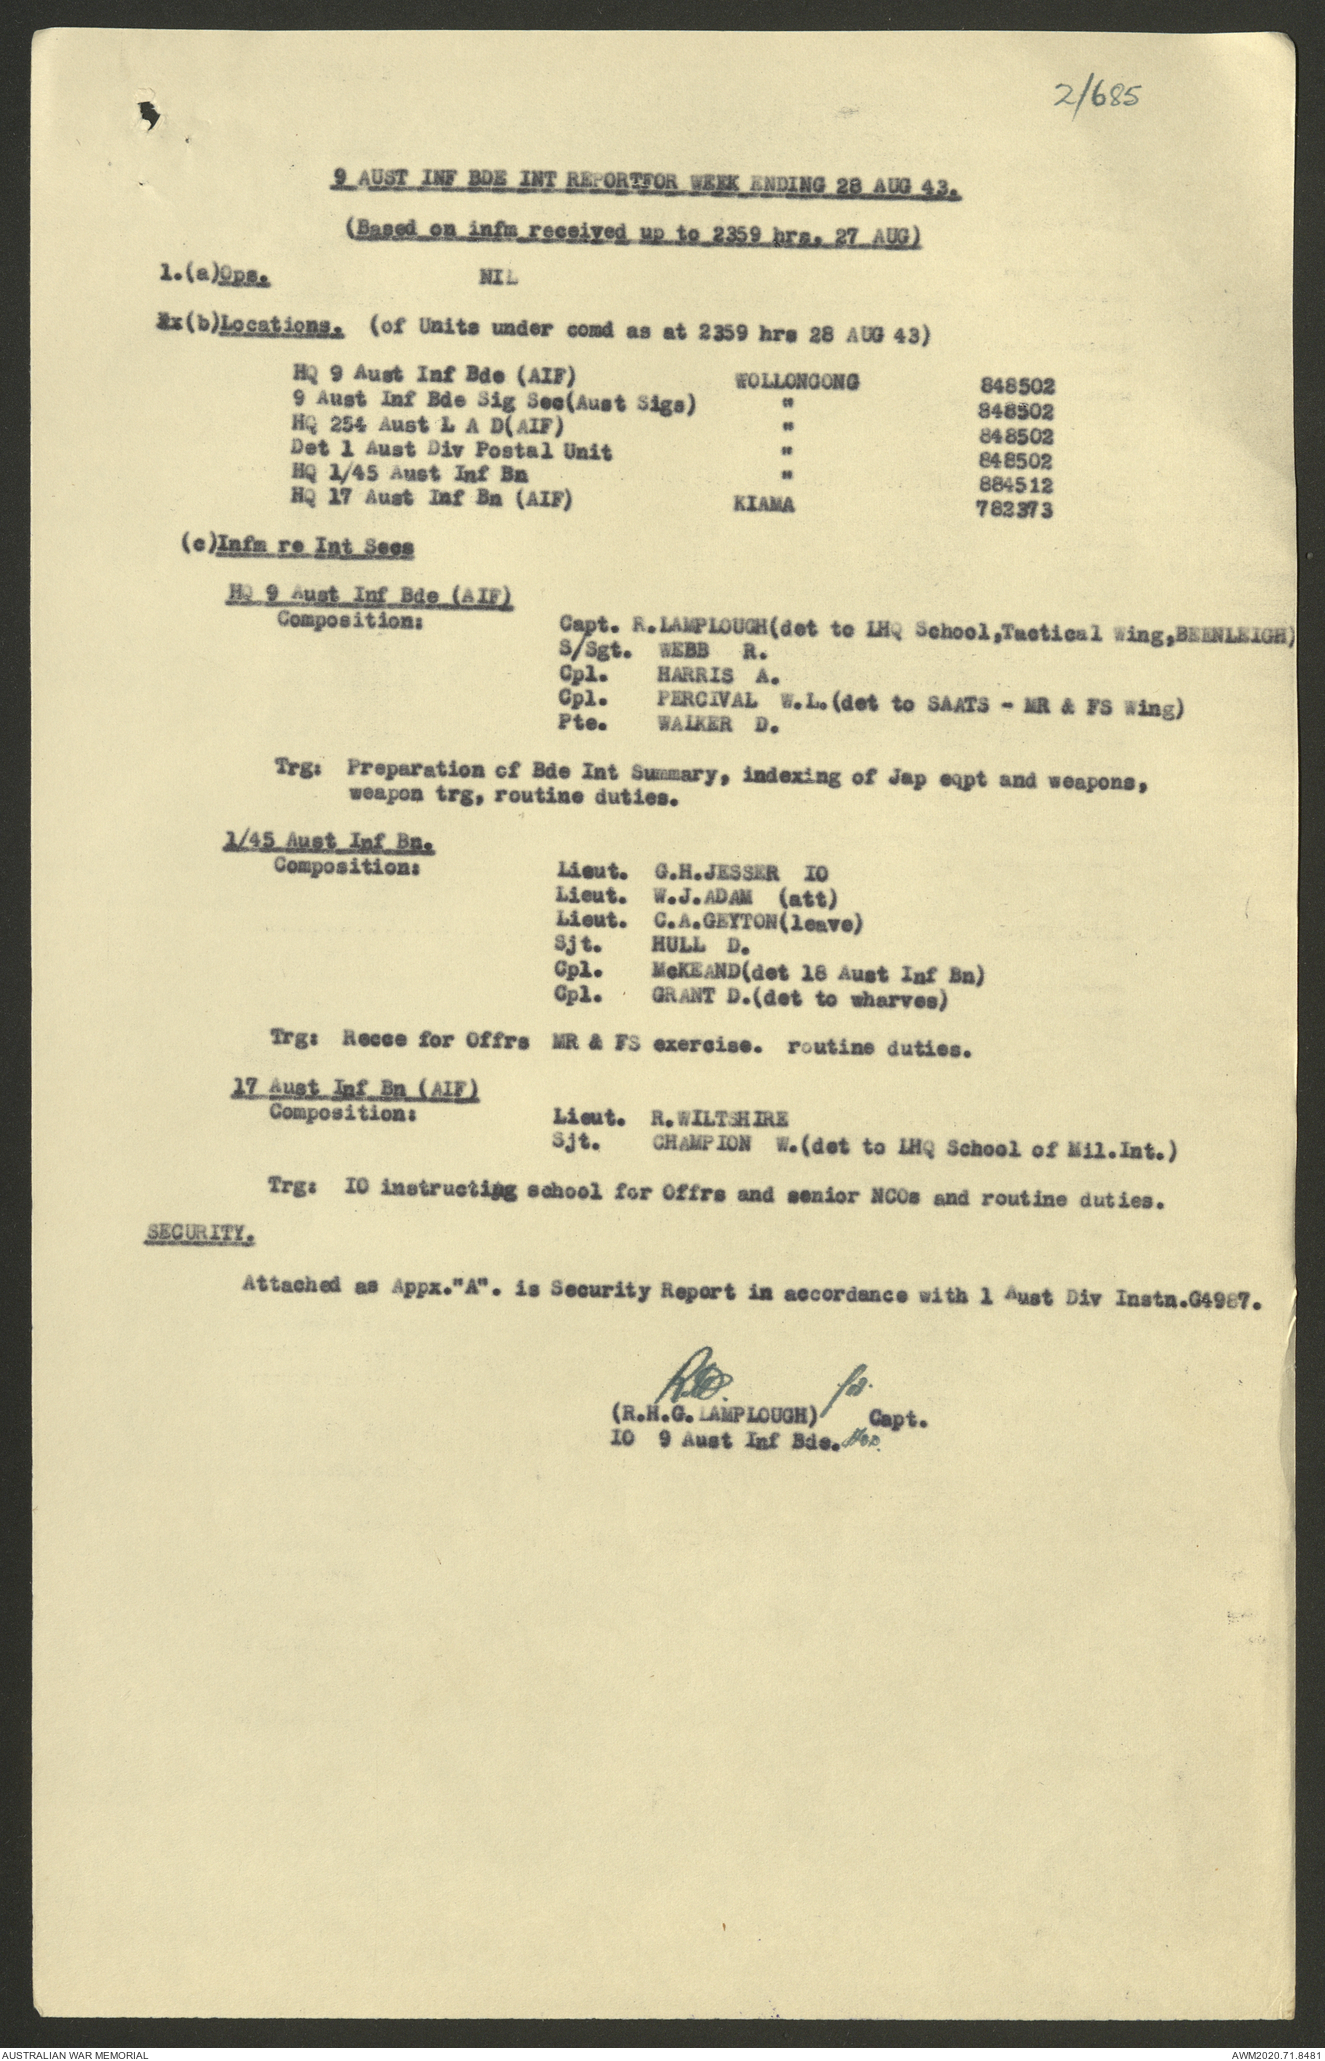 2/685
9 AUST INF BDE INT REPORTFOR WEEK ENDING 28 AUG 43.
(Based on infm received up to 2359 hrs. 27 AUG)
1.(a)Ops. NIL
(b)Locations. (of Units under comd as at 2359 hrs 28 AUG 43)
HQ 9 Aust Inf Bde (AIF) WOLLONGONG 848502
9 Aust Inf Bde Sig Sec(Aust Sigs) " 848502
HQ 254 Aust L A D(AIF) " 848502
Det 1 Aust Div Postal Unit " 848502
HQ 1/45 Aust Inf Bn " 884512
HQ 17 Aust Inf Bn (AIF) KIAMA 782373
(c)Infm re Int Secs
HQ 9 Aust Inf Bde (AIF)
Composition: Capt. R.LAMPLOUGH(det to LHQ School,Tactical Wing,BEENLEIGH)
S/Sgt. WEBB R.
Cpl. HARRIS A.
Cpl. PERCIVAL W.L.(det to SAATS - MR & FS Wing)
Pte. WALKER D.
Trg: Preparation of Bde Int Summary, indexing of Jap eqpt and weapons,
weapon trg, routine duties.
1/45 Aust Inf Bn.
Composition: Lieut. G.H.JESSER IO
Lieut. W.J.ADAM (att)
Lieut. C.A.GEYTON(leave)
Sjt. HULL D.
Cpl. McKEAND(det 18 Aust Inf Bn)
Cpl. GRANT D.(det to wharves)
Trg: Recce for Offrs MR & FS exercise. routine duties.
17 Aust Inf Bn (AIF)
Composition: Lieut. R.WILTSHIRE
Sjt. CHAMPION W.(det to LHQ School of Mil.Int.)
Trg: IO instructing school for Offrs and senior NCOs and routine duties.
SECURITY.
Attached as Appx."A". is Security Report in accordance with 1 Aust Div Instn.G4987.
(R.H.G.LAMPLOUGH) Capt.
IO 9 Aust Inf Bde.
AUSTRALIAN WAR MEMORIAL AWM2020.71.8481